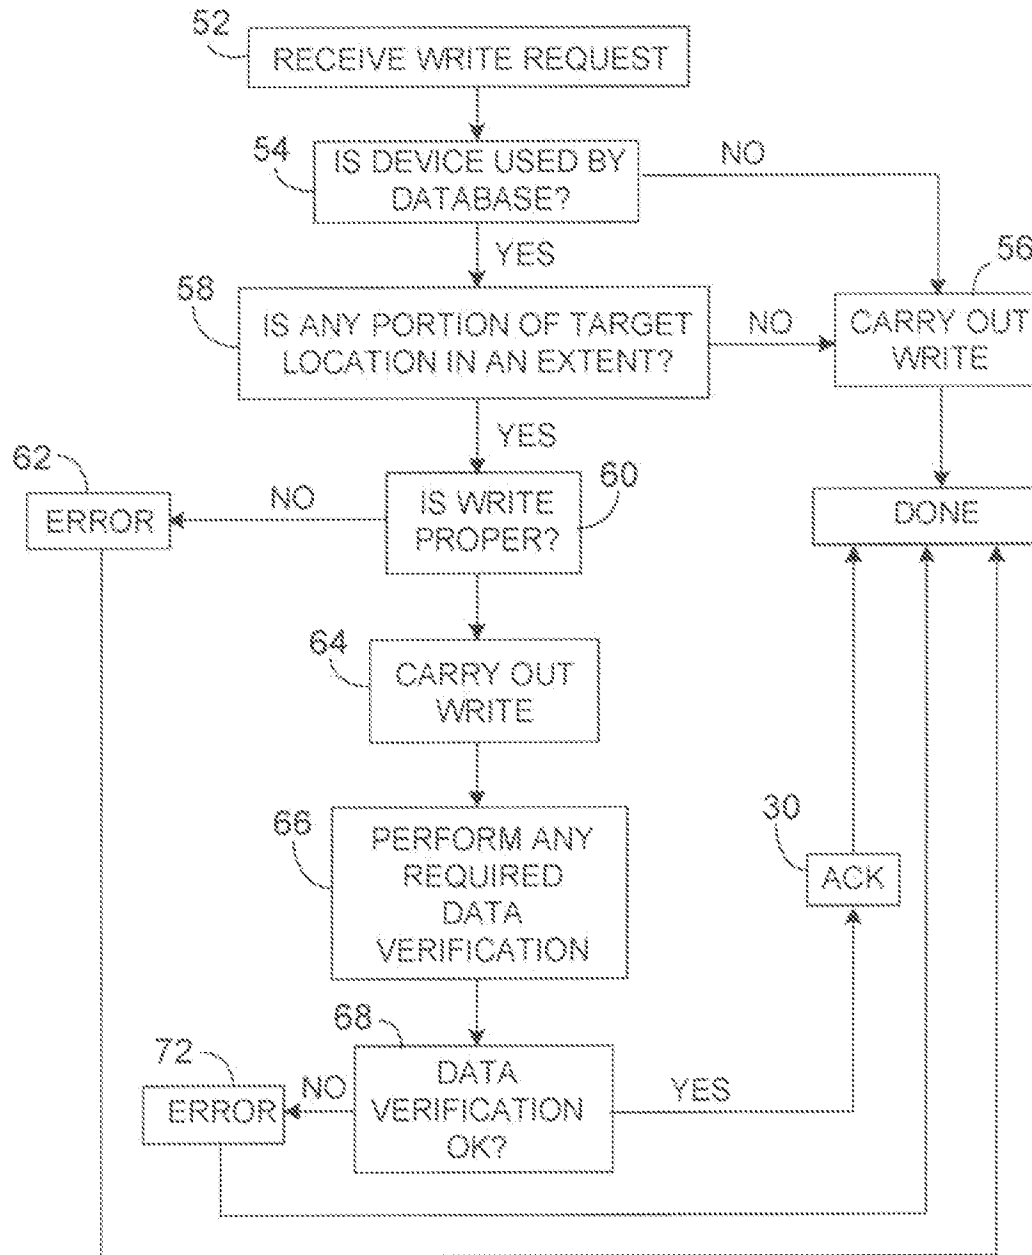 52
RECEIVE WRITE REQUEST
54
IS DEVICE USED BY
DATABASE?
NO
YES
56
58
IS ANY PORTION OF TARGET
LOCATION IN AN EXTENT?
NO
CARRY OUT
WRITE
YES
62
ERROR
NO
IS WRITE
PROPER?
60
DONE
64
CARRY OUT
WRITE
66
PERFORM ANY
REQUIRED
DATA
VERIFICATION
30
ACK
68
72
ERROR
NO
DATA
VERIFICATION
OK?
YES